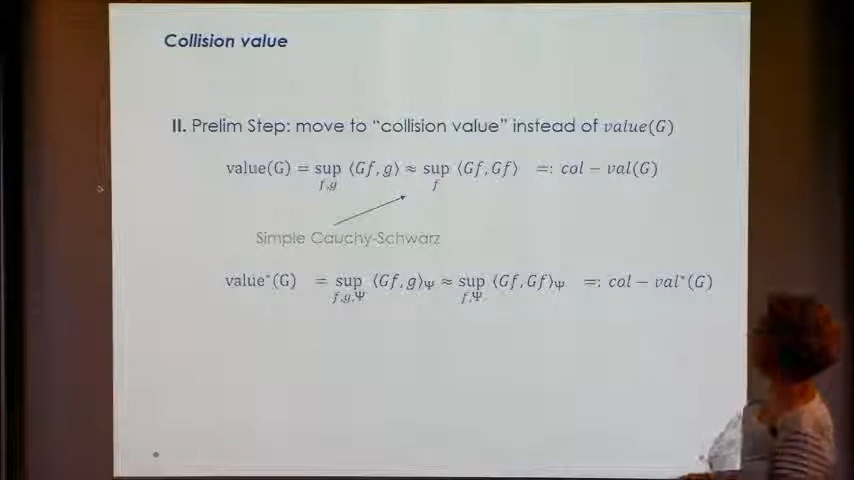 Collision value
II. Prelim Step: move to "collision value" instead of value(G)
value(G) = sup ⟨Gf, g⟩ ≈ sup ⟨Gf, Gf⟩ =: col − val(G)
f,g f
Simple Cauchy-Schwarz
value*(G) = sup ⟨Gf, g⟩Ψ ≈ sup ⟨Gf, Gf⟩Ψ =: col − val*(G)
f,g,Ψ f,Ψ